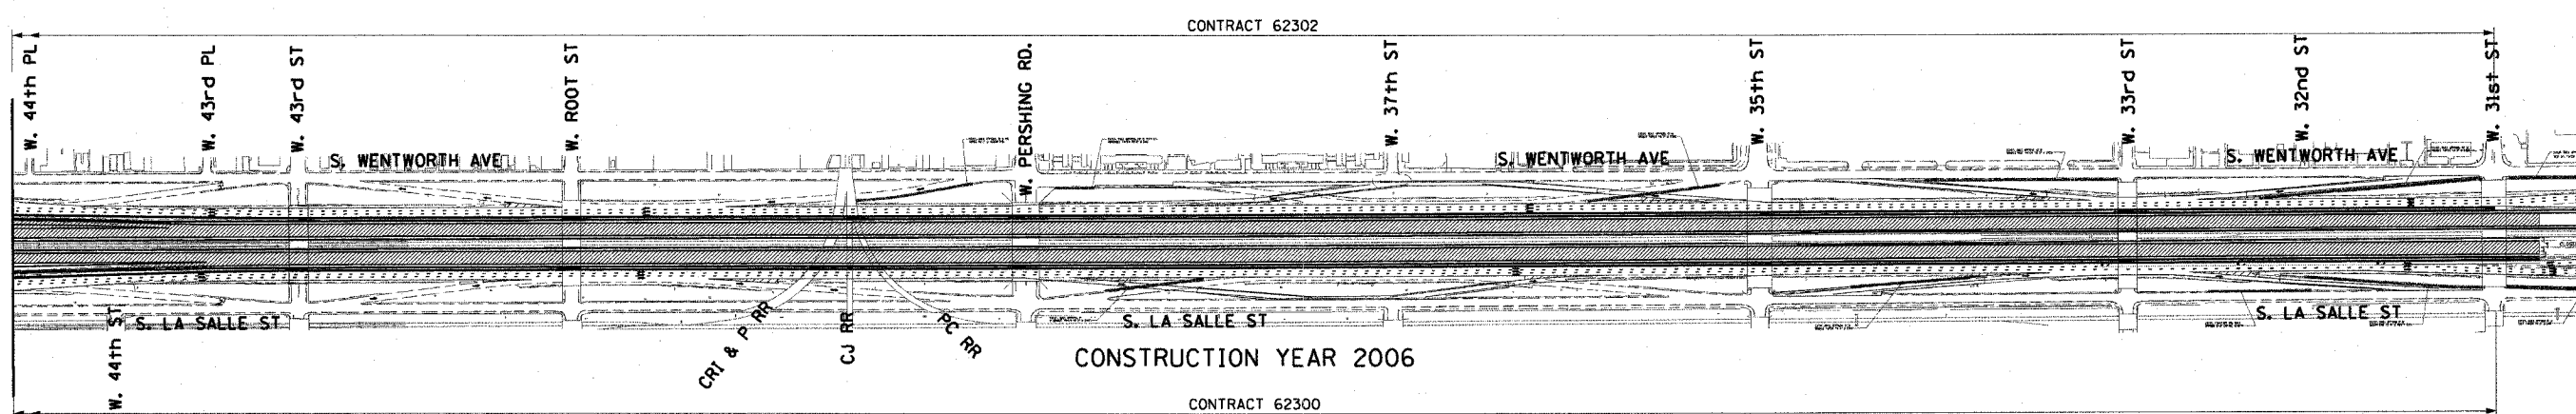 CONTRACT 62302
W. 44th PL
W. 43rd PL
W. 43rd ST
W. ROOT ST
W. PERSHING RD.
W. 37th ST
W. 35th ST
W. 33rd ST
W. 32nd ST
W. 31st ST
S. WENTWORTH AVE
S. WENTWORTH AVE
S. WENTWORTH AVE
W. 44th ST
S. LA SALLE ST
CRI & P RR
CJ RR
PC RR
S. LA SALLE ST
S. LA SALLE ST
CONSTRUCTION YEAR 2006
CONTRACT 62300